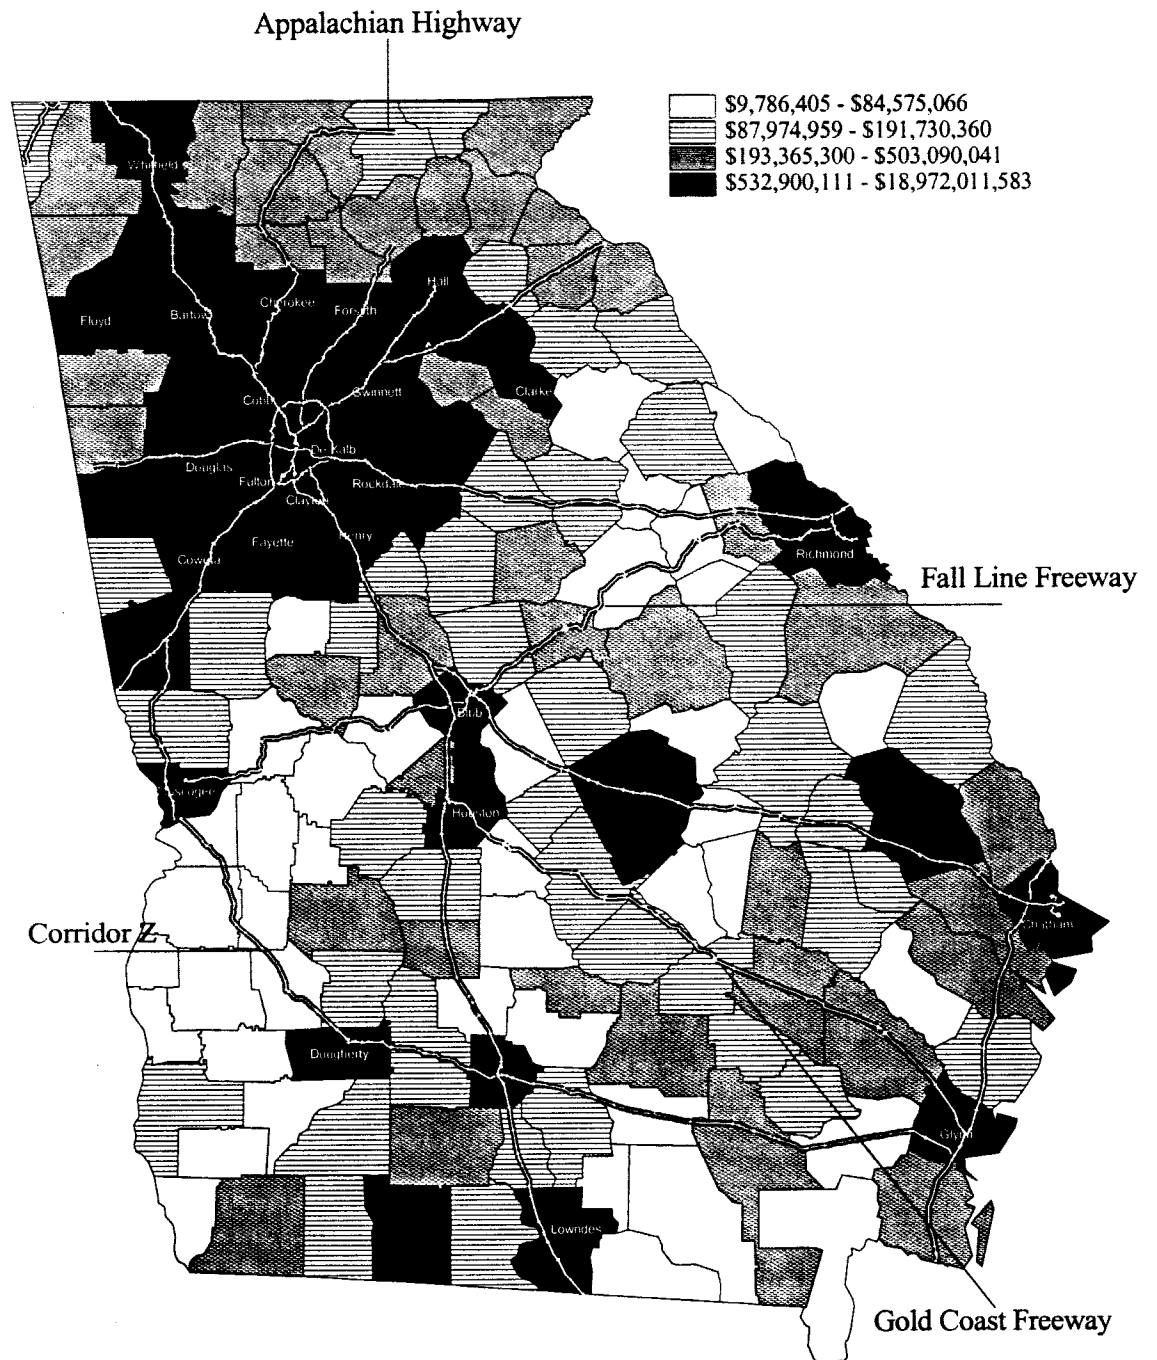 Appalachian Highway
$9,786,405 - $84,575,066
$87,974,959 - $191,730,360
$193,365,300 - $503,090,041
$532,900,111 - $18,972,011,583
Whitfield
Hall
Cherokee
Forsyth
Bartow
Floyd
Gwinnett
Clarke
Cobb
De Kalb
Douglas
Fulton
Rockdale
Clayton
Henry
Fayette
Richmond
Coweta
Fall Line Freeway
Bibb
Houston
Chatham
Corridor Z
Dougherty
Glynn
Lowndes
Gold Coast Freeway